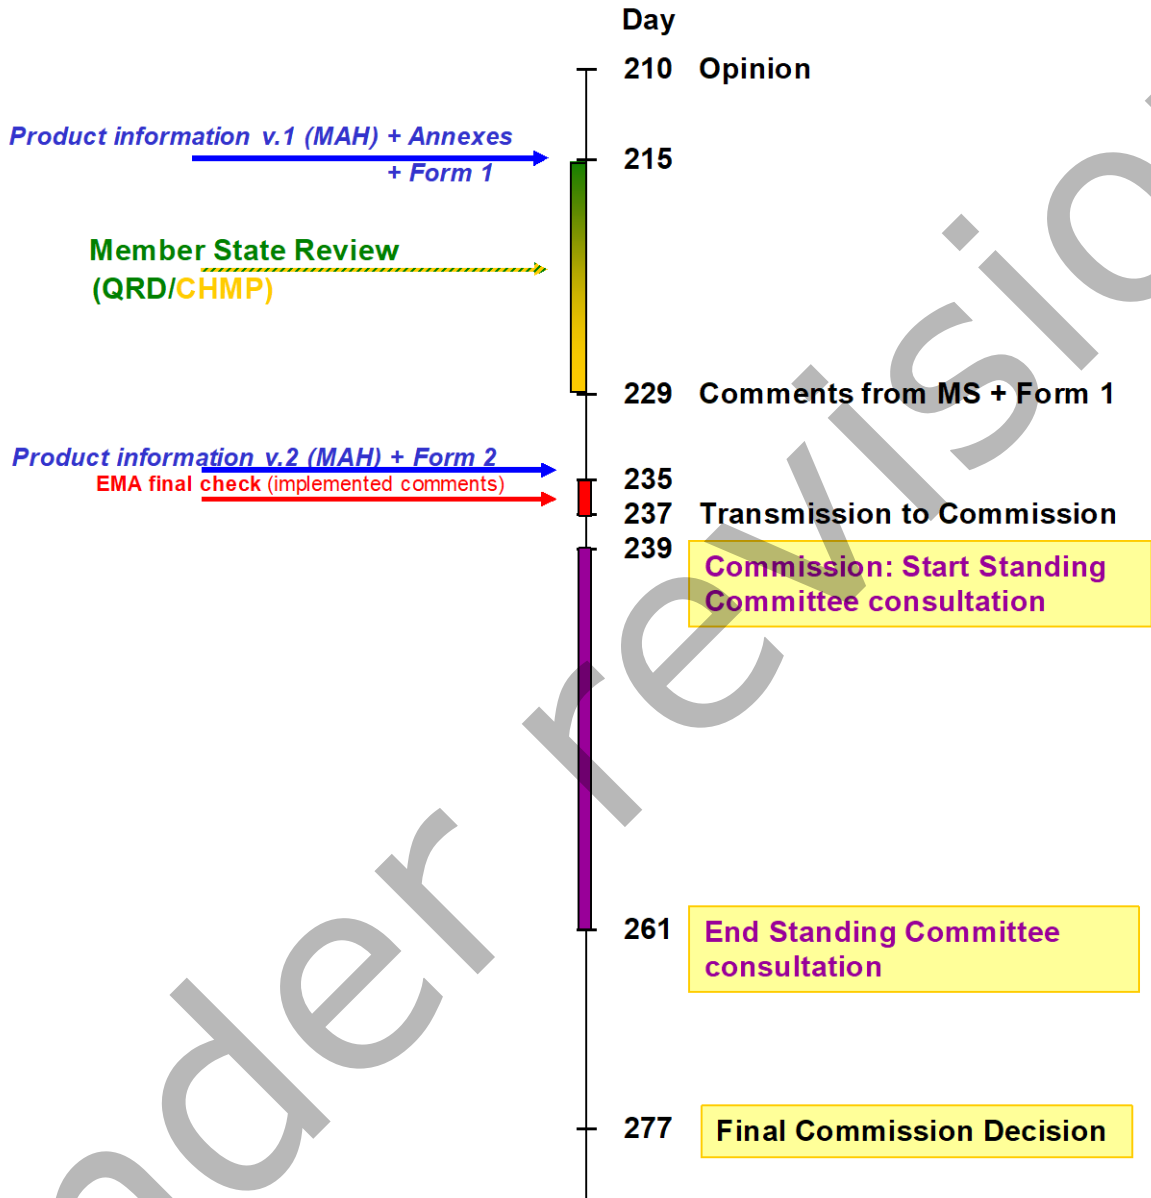 Day
210 Opinion
Product information v.1 (MAH) + Annexes
+ Form 1
215
Member State Review
(QRD/CHMP)
229 Comments from MS + Form 1
Product information v.2 (MAH) + Form 2
EMA final check (implemented comments)
235
237 Transmission to Commission
239
Commission: Start Standing
Committee consultation
261
End Standing Committee
consultation
277 Final Commission Decision
nder revision